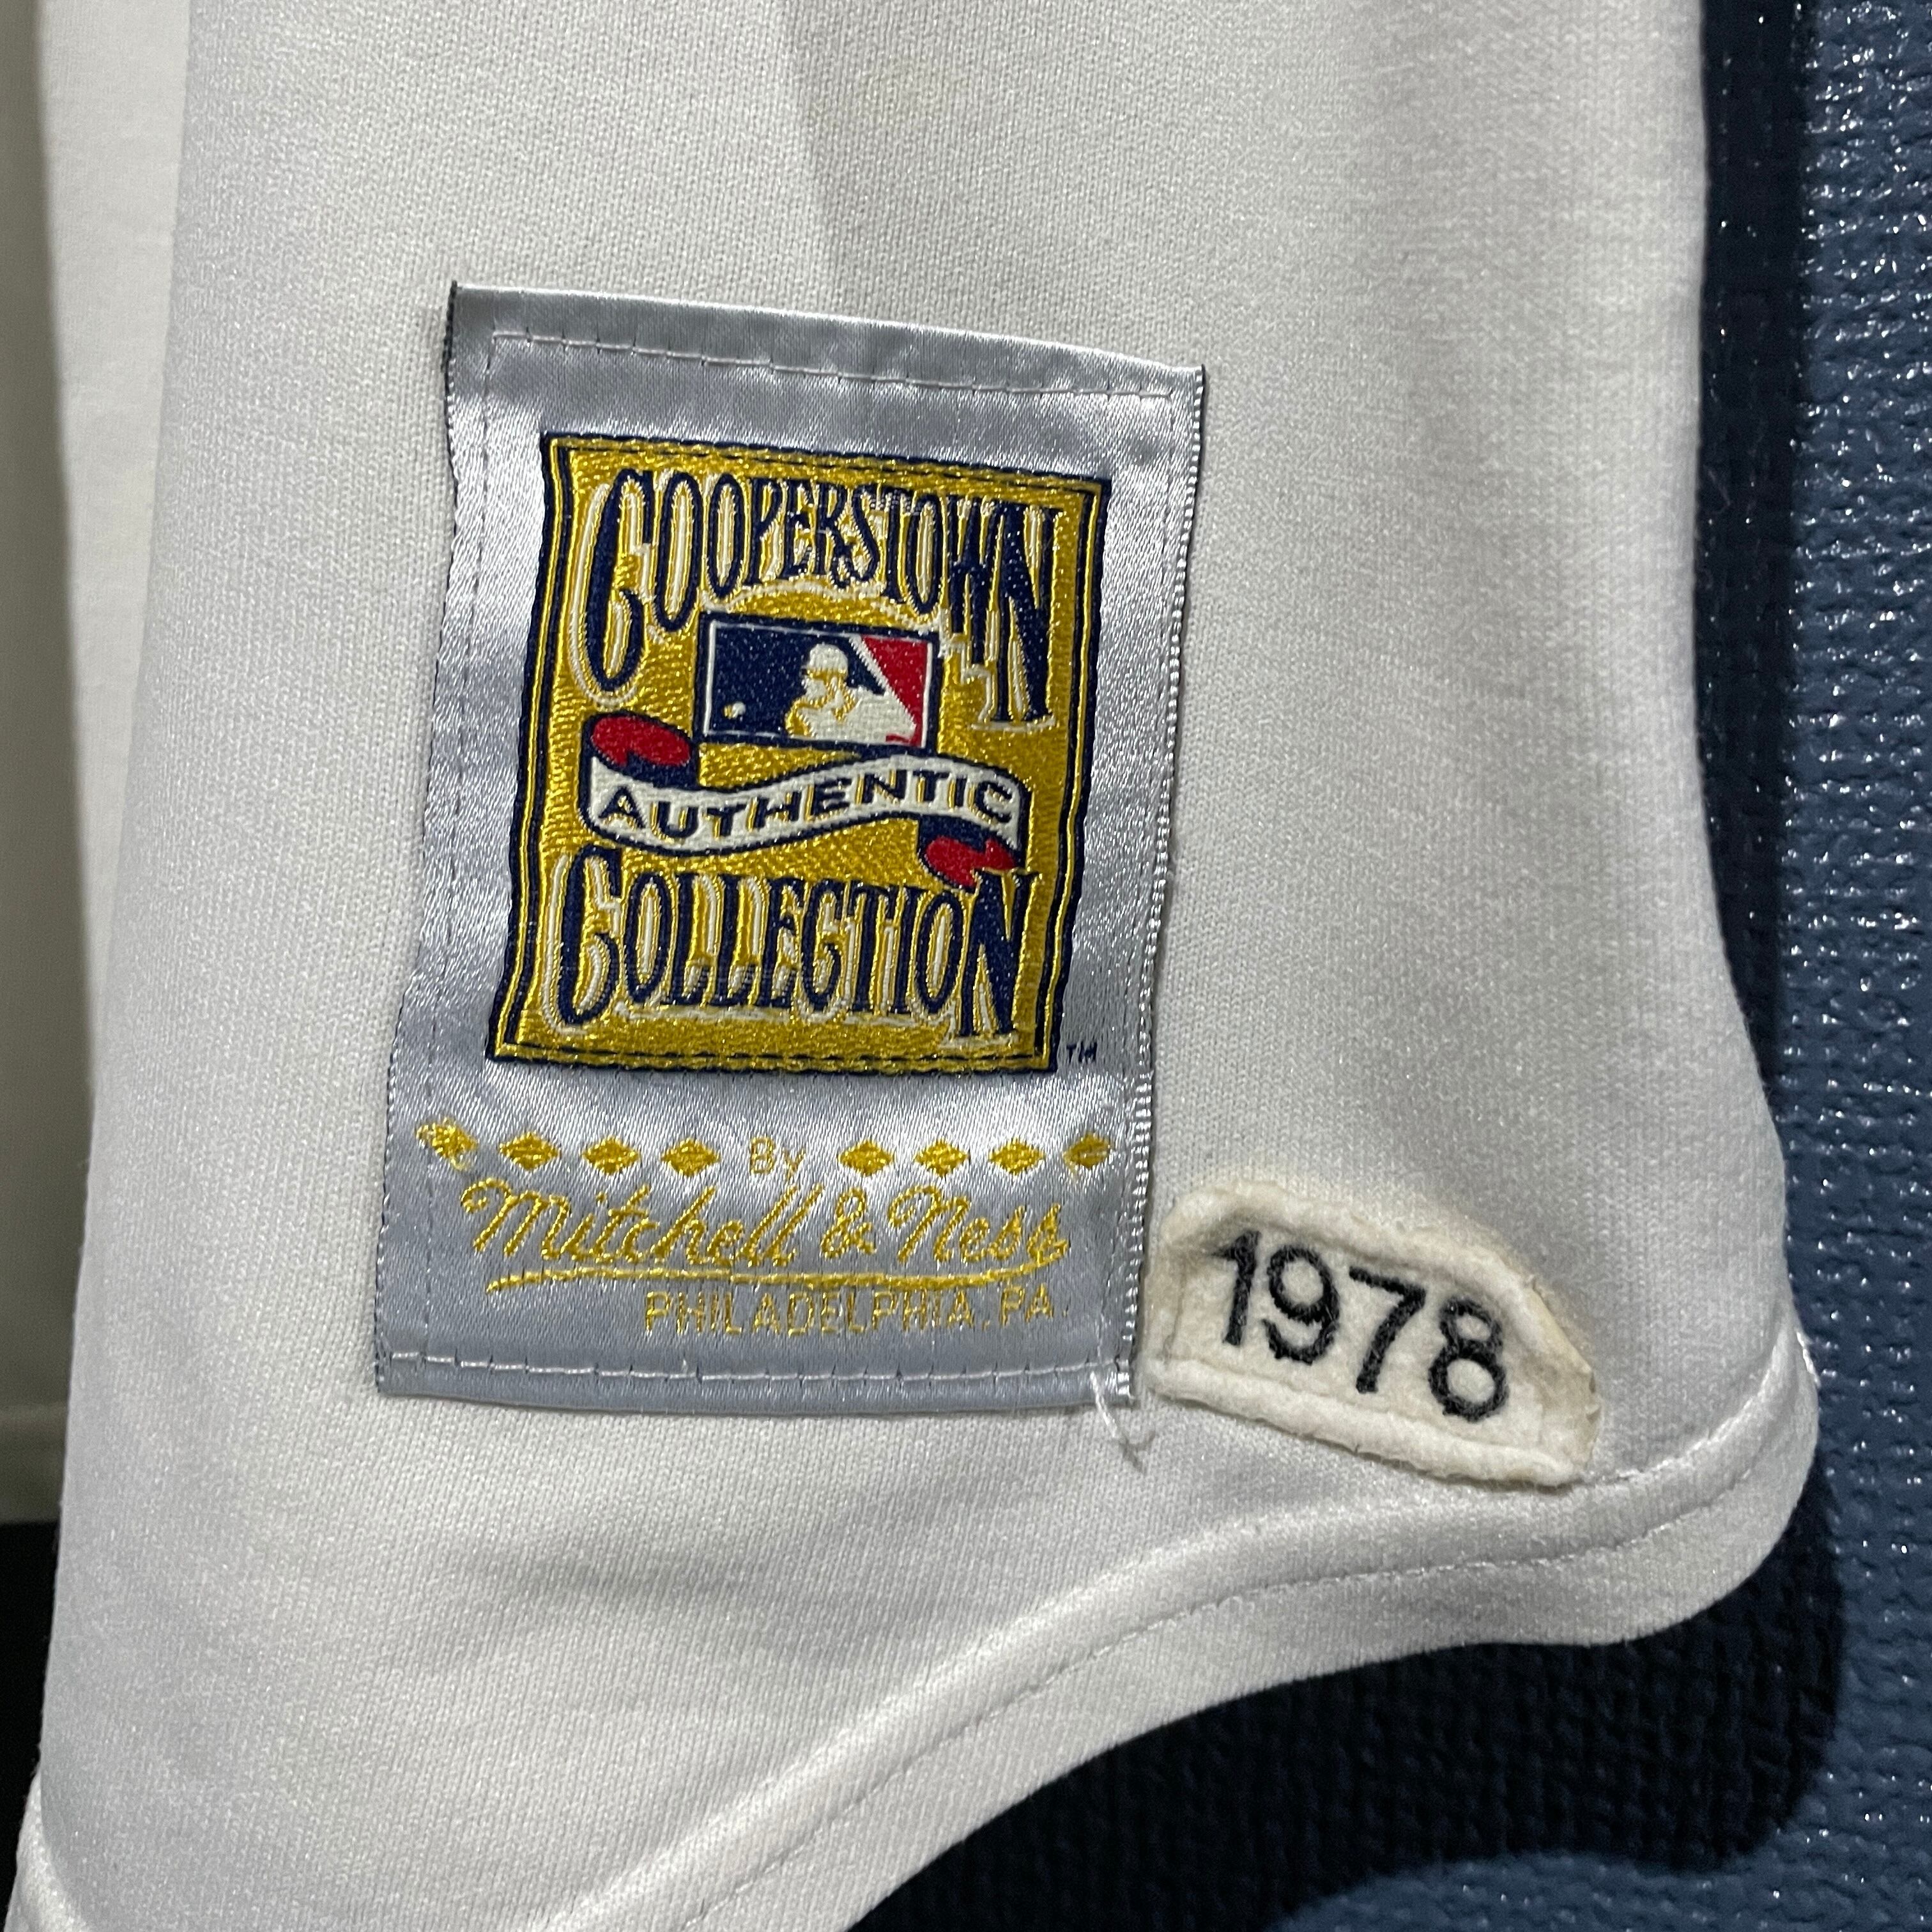 COOPERSTOWN
AUTHENTIC
COLLECTION
TM
By
Mitchell & Ness
PHILADELPHIA, PA.
1978